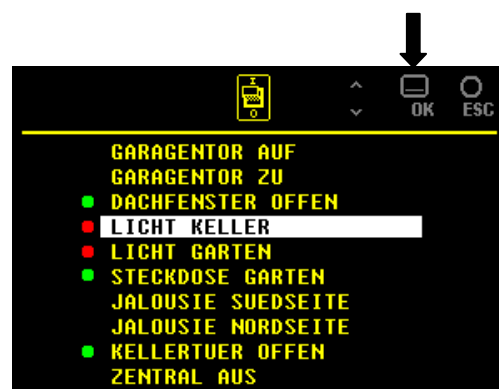 I
O
OK ESC
GARAGENTOR AUF
GARAGENTOR ZU
DACHFENSTER OFFEN
LICHT KELLER
LICHT GARTEN
STECKDOSE GARTEN
JALOUSIE SUEDSEITE
JALOUSIE NORDSEITE
KELLERTUER OFFEN
ZENTRAL AUS